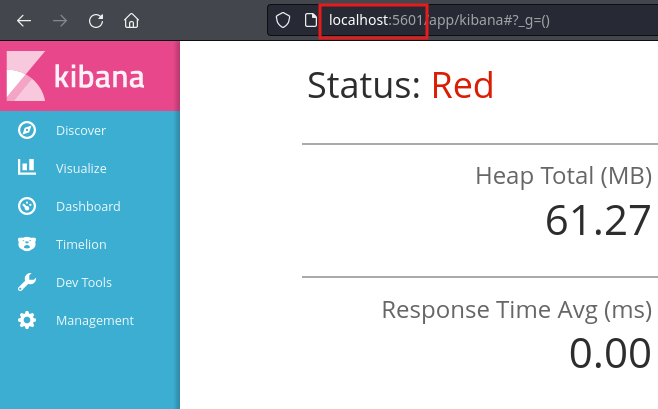 localhost:5601/app/kibana#?_g=()
kibana
Discover
Visualize
Dashboard
Timelion
Dev Tools
Management
Status: Red
Heap Total (MB)
61.27
Response Time Avg (ms)
0.00